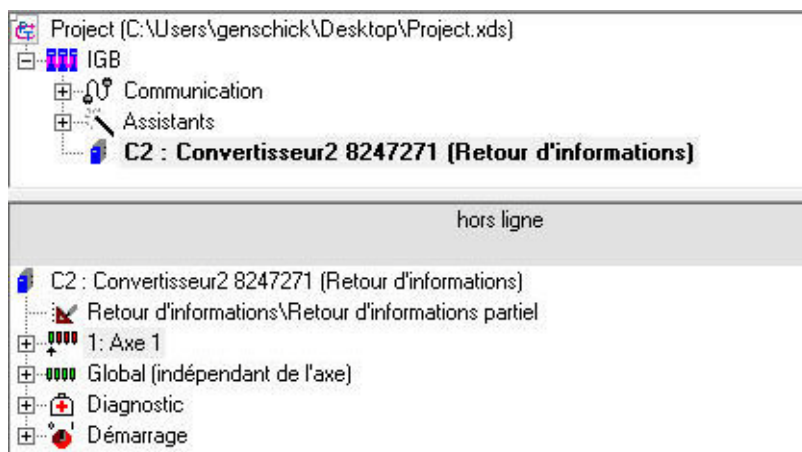 Project (C:\Users\genschick\Desktop\Project.xds)
IGB
Communication
Assistants
C2 : Convertisseur2 8247271 (Retour d'informations)
hors ligne
C2 : Convertisseur2 8247271 (Retour d'informations)
Retour d'informations\Retour d'informations partiel
1: Axe 1
Global (indépendant de l'axe)
Diagnostic
Démarrage